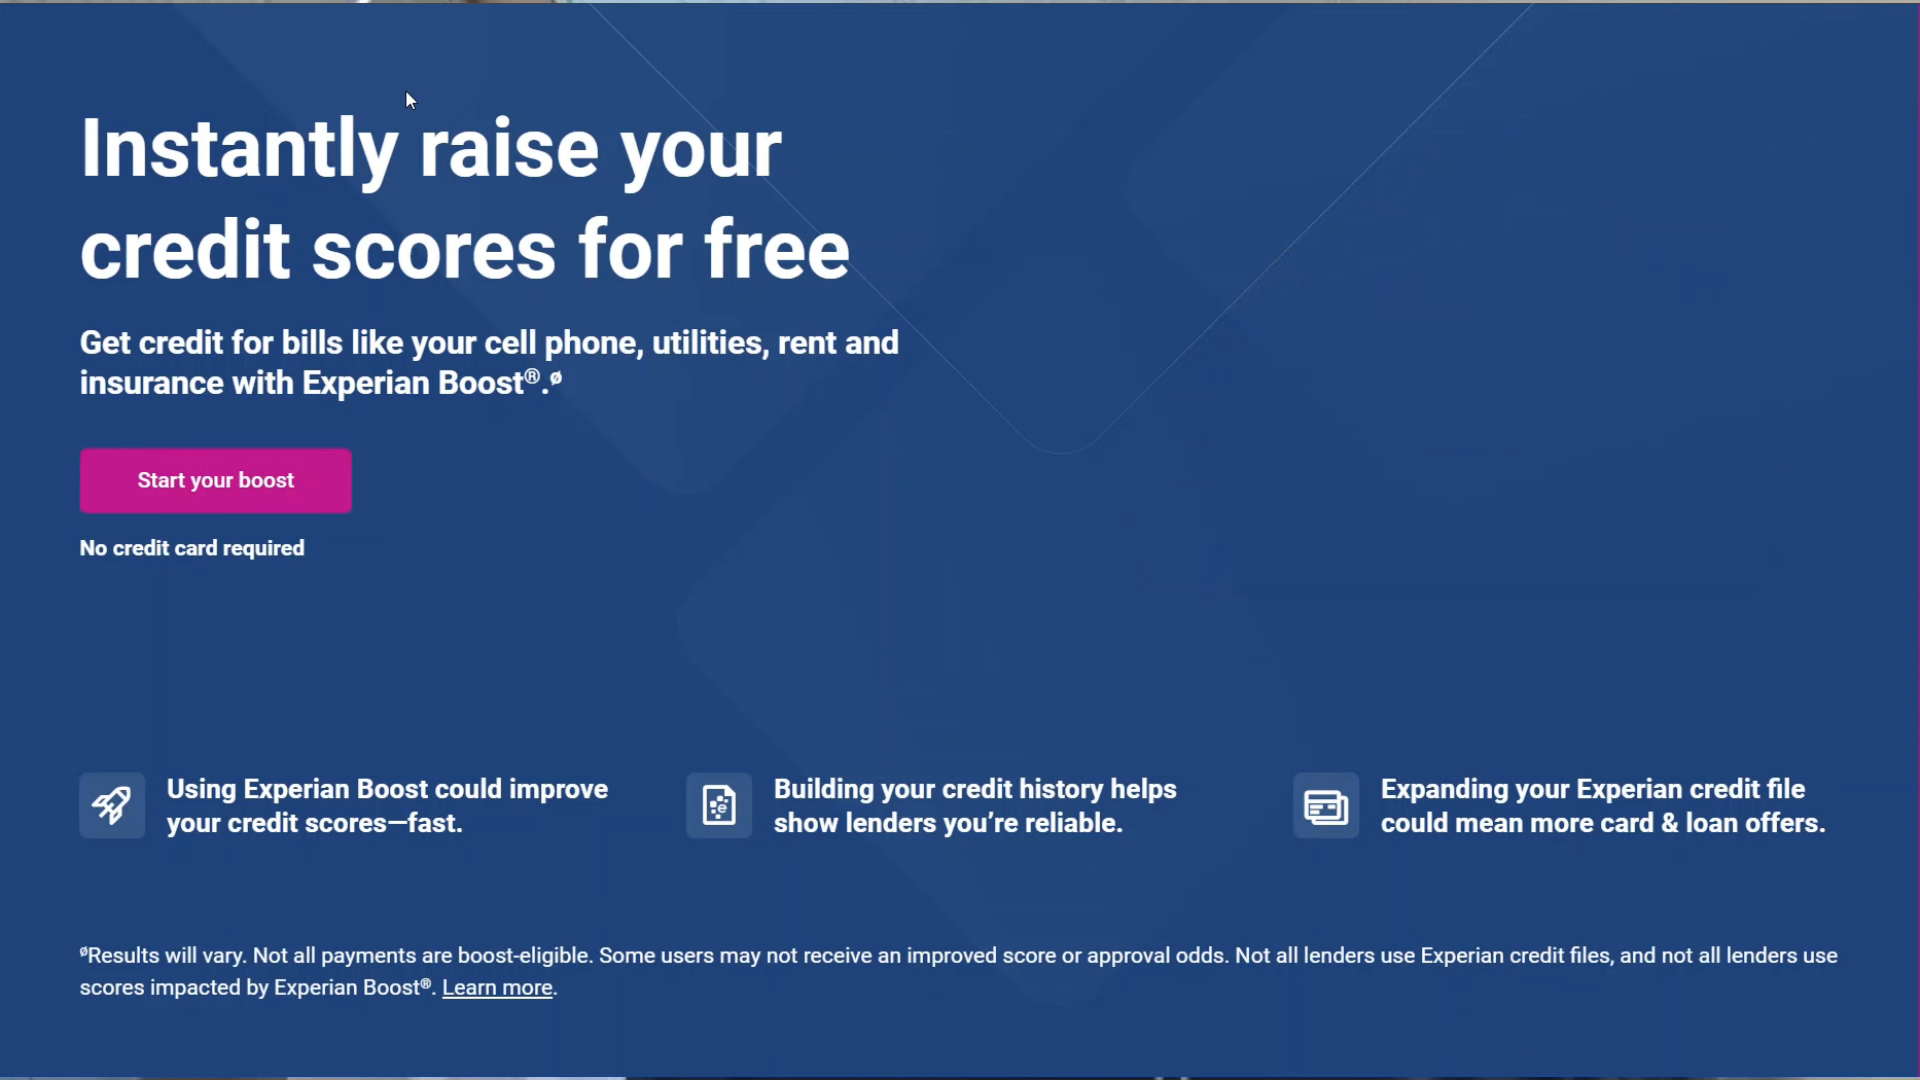 Instantly raise your
credit scores for free
Get credit for bills like your cell phone, utilities, rent and
insurance with Experian Boost®.ø
Start your boost
No credit card required
Using Experian Boost could improve
your credit scores—fast.
Building your credit history helps
show lenders you’re reliable.
Expanding your Experian credit file
could mean more card & loan offers.
øResults will vary. Not all payments are boost-eligible. Some users may not receive an improved score or approval odds. Not all lenders use Experian credit files, and not all lenders use
scores impacted by Experian Boost®. Learn more.